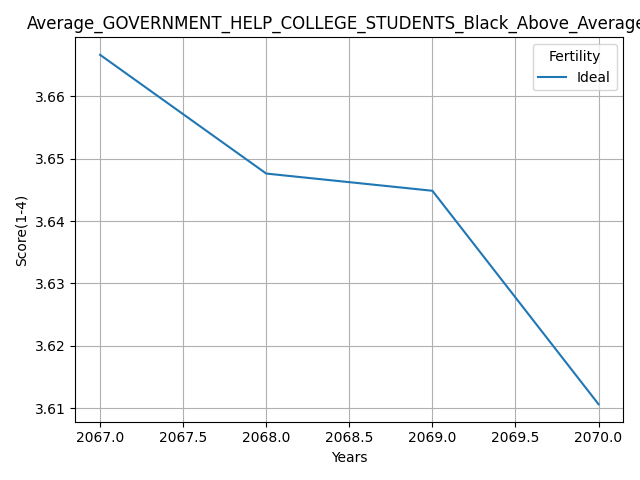 Average_GOVERNMENT_HELP_COLLEGE_STUDENTS_Black_Above_Average
Fertility
Ideal
3.66
3.65
3.64
3.63
3.62
3.61
Score(1-4)
2067.0 2067.5 2068.0 2068.5 2069.0 2069.5 2070.0
Years